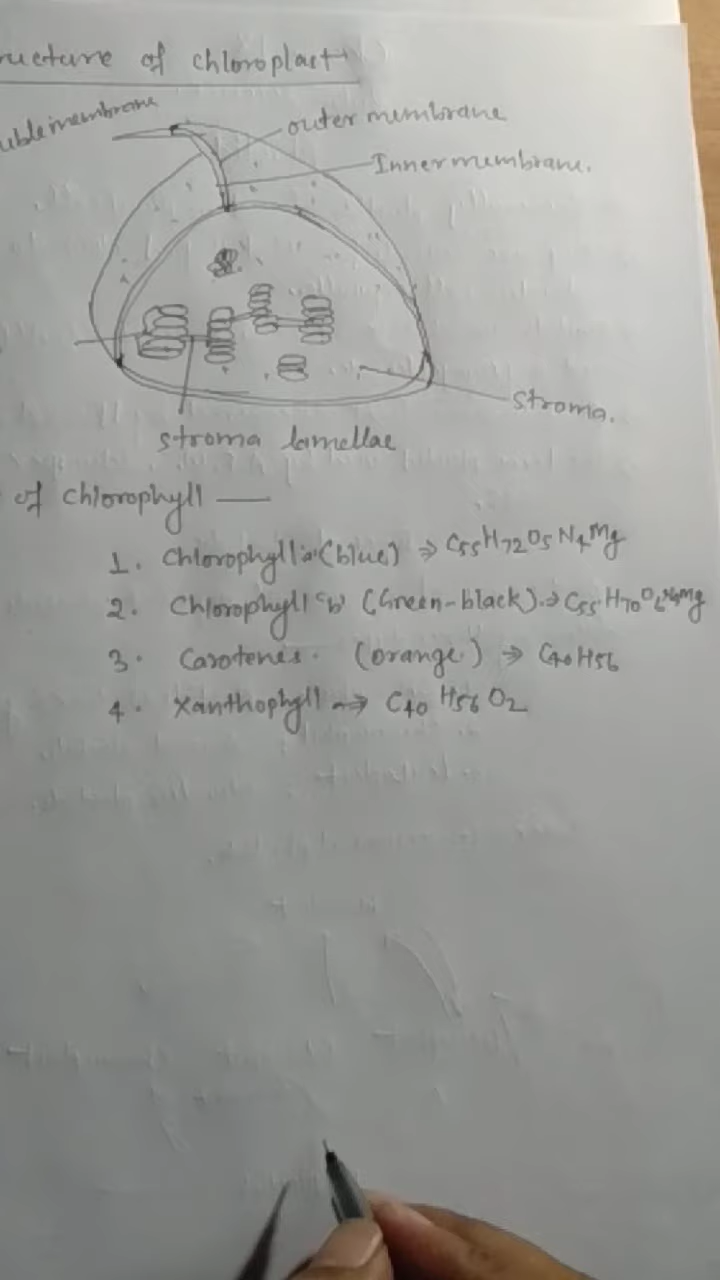 ructure of chloroplast
uble membrane
outer membrane
Inner membrane.
stroma.
stroma lamellae
of chlorophyll —
1. Chlorophyll 'a' (blue) ⇒ C55H72O5N4Mg
2. Chlorophyll 'b' (Green-black). ⇒ C55H70O6N4Mg
3. Carotenes. (orange) ⇒ C40H56
4. Xanthophyll ⇒ C40H56O2